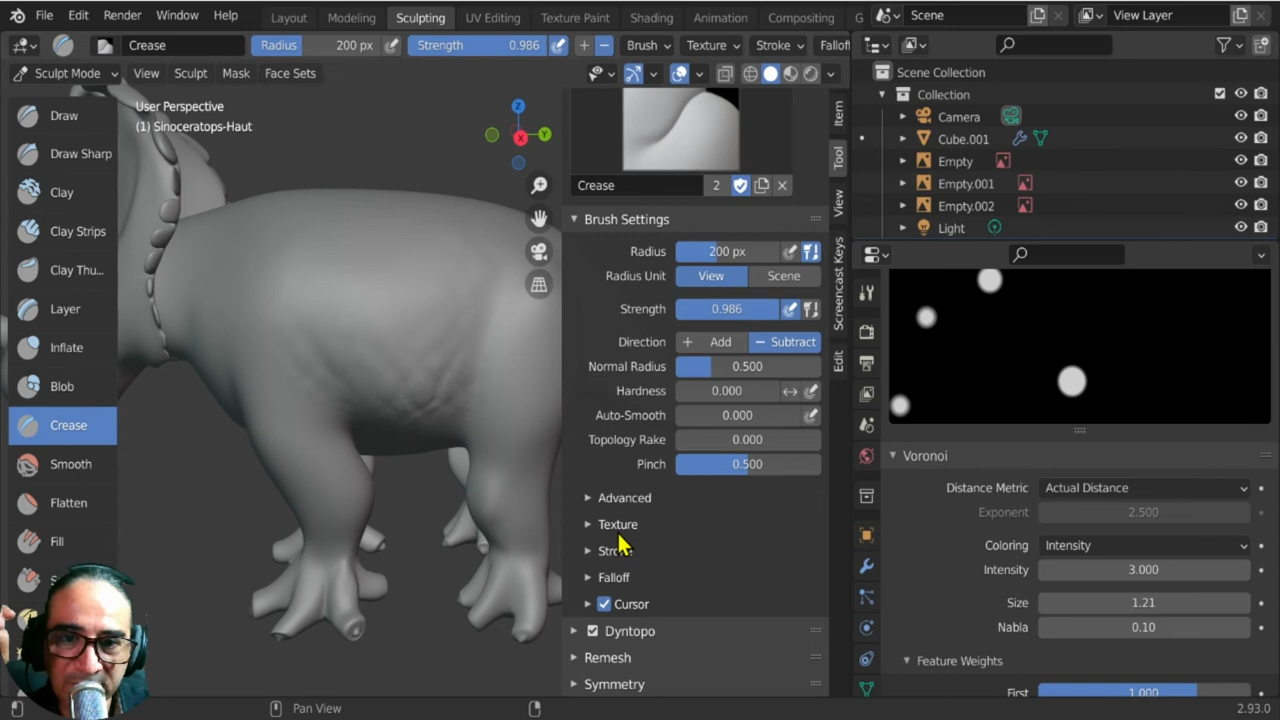 File Edit Render Window Help Layout Modeling Sculpting UV Editing Texture Paint Shading Animation Compositing G Scene View Layer
Crease Radius 200 px Strength 0.986 Brush Texture Stroke Falloff
Sculpt Mode View Sculpt Mask Face Sets
User Perspective
(1) Sinoceratops-Haut
Z
Y
X
Draw
Draw Sharp
Clay
Clay Strips
Clay Thu...
Layer
Inflate
Blob
Crease
Smooth
Flatten
Fill
Crease 2
Brush Settings
Radius 200 px
Radius Unit View Scene
Strength 0.986
Direction Add Subtract
Normal Radius 0.500
Hardness 0.000
Auto-Smooth 0.000
Topology Rake 0.000
Pinch 0.500
Advanced
Texture
Falloff
Cursor
Dyntopo
Remesh
Symmetry
Item
Tool
View
Screencast Keys
Edit
Scene Collection
Collection
Camera
Cube.001
Empty
Empty.001
Empty.002
Light
Voronoi
Distance Metric Actual Distance
Exponent 2.500
Coloring Intensity
Intensity 3.000
Size 1.21
Nabla 0.10
Feature Weights
First 1.000
Pan View
2.93.0